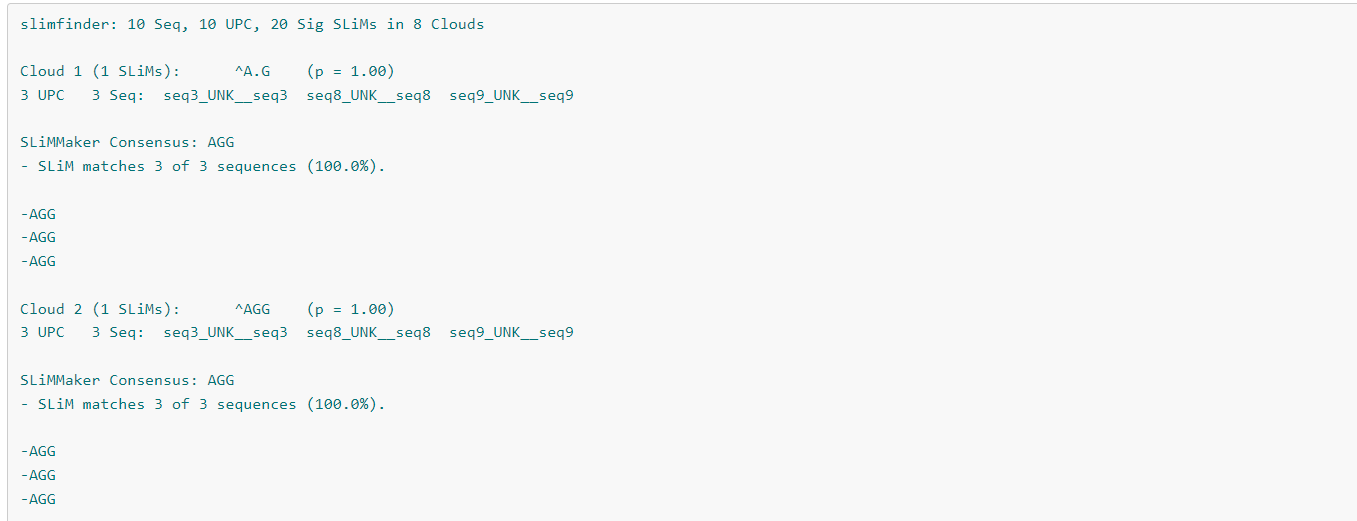 slimfinder: 10 Seq, 10 UPC, 20 Sig SLiMs in 8 Clouds
Cloud 1 (1 SLiMs):      ^A.G    (p = 1.00)
3 UPC   3 Seq:  seq3_UNK__seq3  seq8_UNK__seq8  seq9_UNK__seq9
SLiMMaker Consensus: AGG
- SLiM matches 3 of 3 sequences (100.0%).
-AGG
-AGG
-AGG
Cloud 2 (1 SLiMs):      ^AGG    (p = 1.00)
3 UPC   3 Seq:  seq3_UNK__seq3  seq8_UNK__seq8  seq9_UNK__seq9
SLiMMaker Consensus: AGG
- SLiM matches 3 of 3 sequences (100.0%).
-AGG
-AGG
-AGG